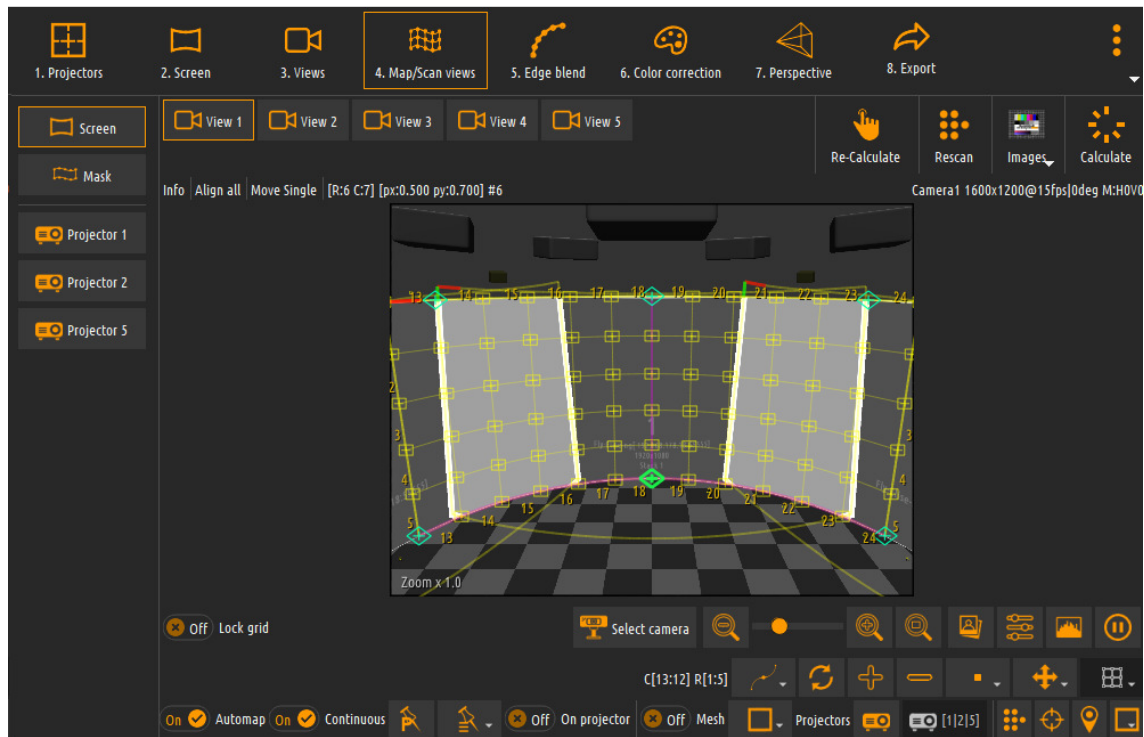 1. Projectors
2. Screen
3. Views
4. Map/Scan views
5. Edge blend
6. Color correction
7. Perspective
8. Export
Screen
View 1
View 2
View 3
View 4
View 5
Mask
Re-Calculate
Rescan
Images
Calculate
Info
Align all
Move Single
[R:6 C:7] [px:0.500 py:0.700] #6
Camera1 1600x1200@15fps|0deg M:H0V0
Projector 1
Projector 2
Projector 5
13 14 15 16 17 18 19 20 21 22 23 24
2
3 3
4 4
5 5
13 14 15 16 17 18 19 20 21 22 23 24
1920x1080
Zoom x 1.0
Off Lock grid
Select camera
C[13:12] R[1:5]
On Automap On Continuous Off On projector Off Mesh Projectors [1|2|5]